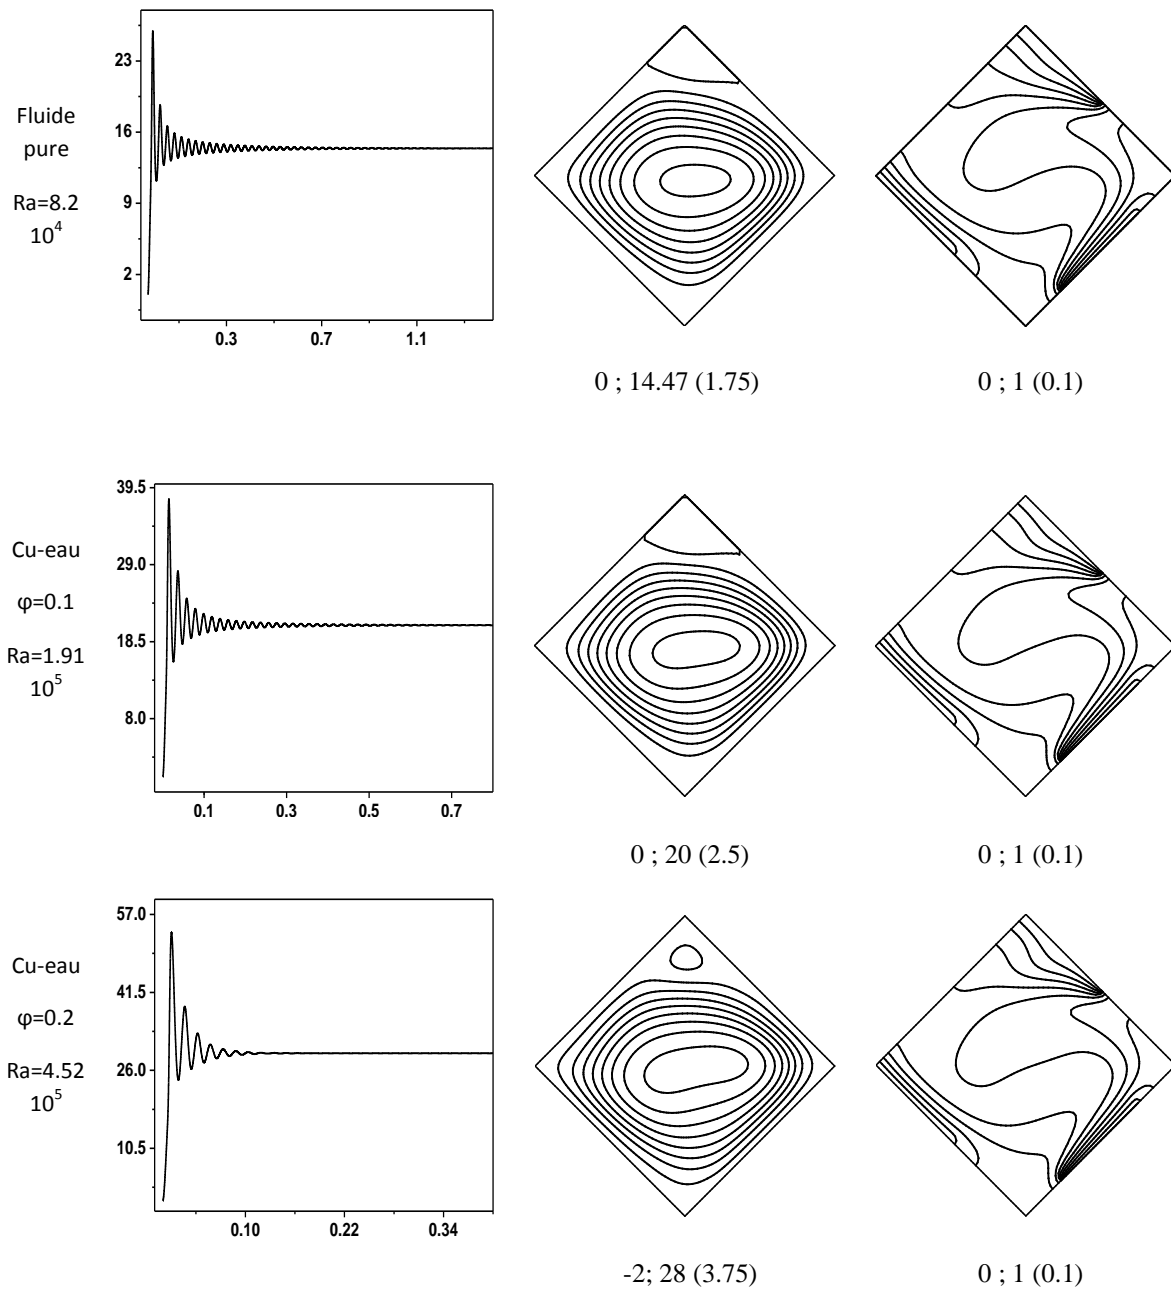 Fluide
pure
Ra=8.2
10^4
23
16
9
2
0.3 0.7 1.1
0 ; 14.47 (1.75) 0 ; 1 (0.1)
Cu-eau
φ=0.1
Ra=1.91
10^5
39.5
29.0
18.5
8.0
0.1 0.3 0.5 0.7
0 ; 20 (2.5) 0 ; 1 (0.1)
Cu-eau
φ=0.2
Ra=4.52
10^5
57.0
41.5
26.0
10.5
0.10 0.22 0.34
-2; 28 (3.75) 0 ; 1 (0.1)